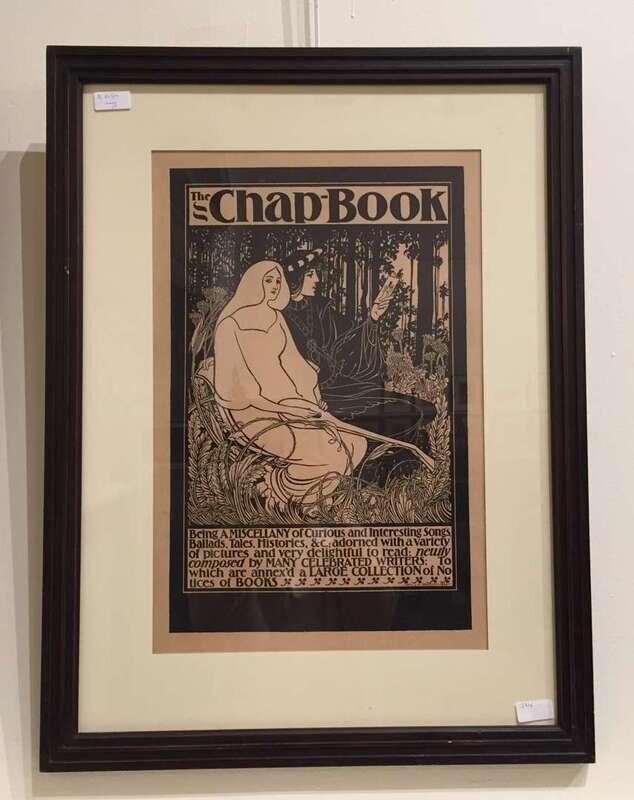 The
Chap-Book
Being A MISCELLANY of Curious and Interesting Songs,
Ballads, Tales, Histories, &c.; adorned with a variety
of pictures and very delightful to read; newly
composed by MANY CELEBRATED WRITERS; To
which are annex'd a LARGE COLLECTION of No
tices of BOOKS